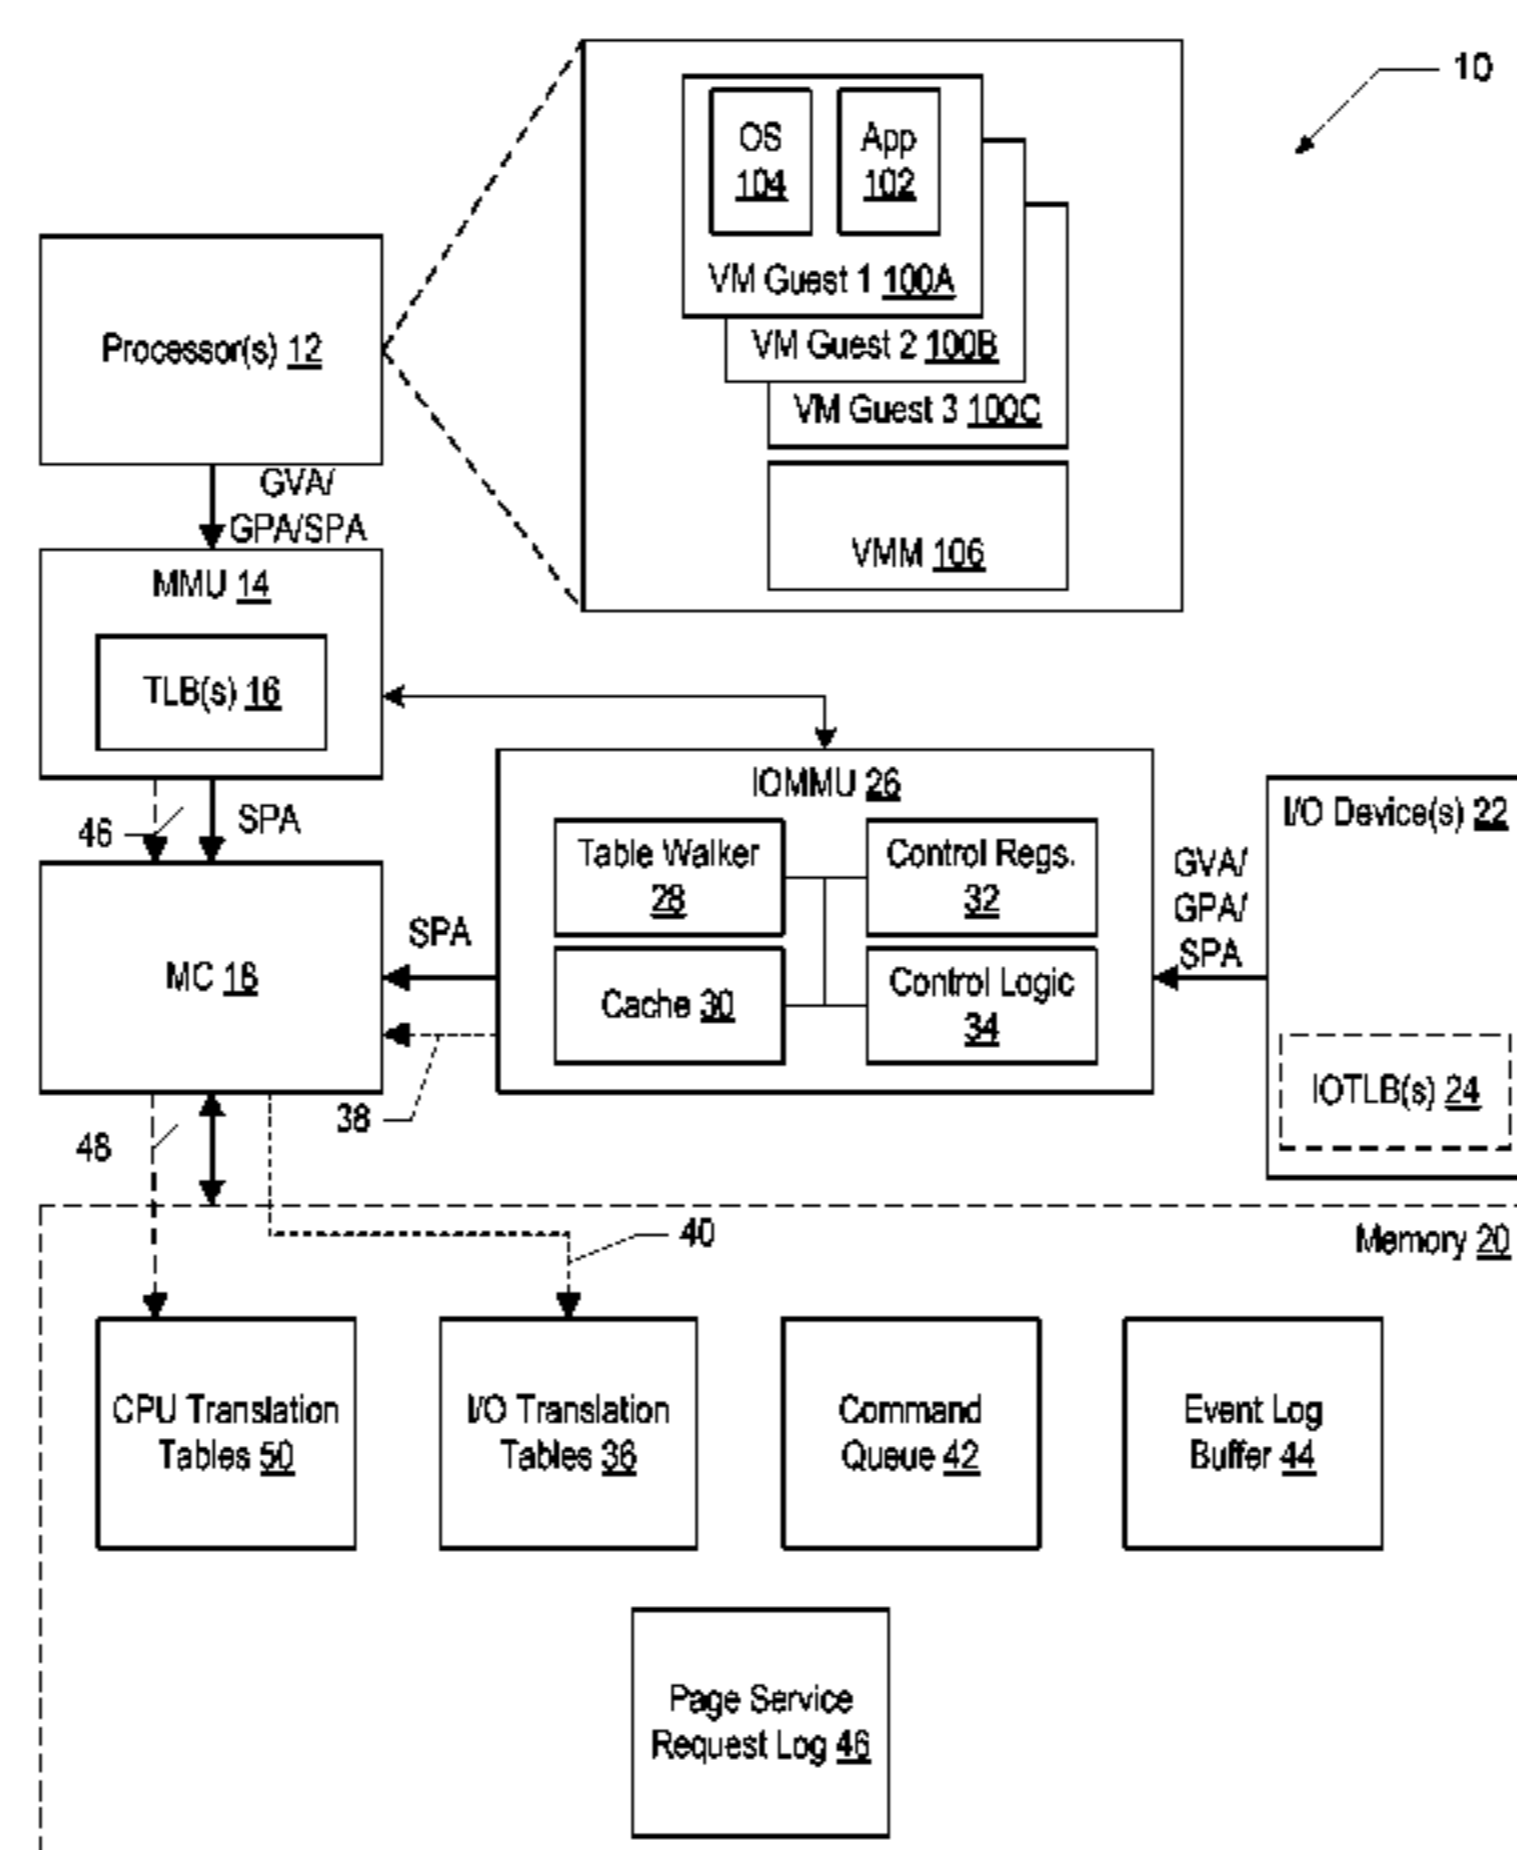 10
OS
104
App
102
VM Guest 1 100A
VM Guest 2 100B
VM Guest 3 100C
VMM 106
Processor(s) 12
GVA/
GPA/SPA
MMU 14
TLB(s) 16
46
SPA
IOMMU 26
Table Walker
28
Control Regs.
32
Cache 30
Control Logic
34
I/O Device(s) 22
GVA/
GPA/
SPA
IOTLB(s) 24
SPA
MC 18
38
48
40
Memory 20
CPU Translation
Tables 50
I/O Translation
Tables 36
Command
Queue 42
Event Log
Buffer 44
Page Service
Request Log 46